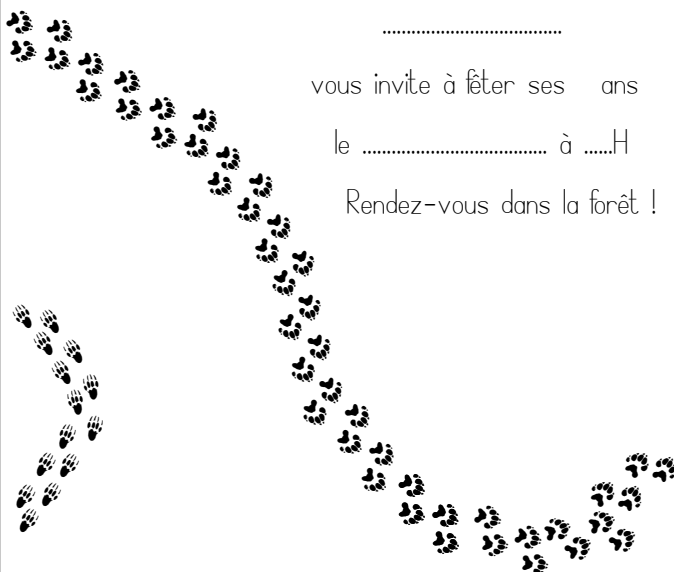 ....................................
vous invite à fêter ses ans
le ..................................... à ......H
Rendez-vous dans la forêt !